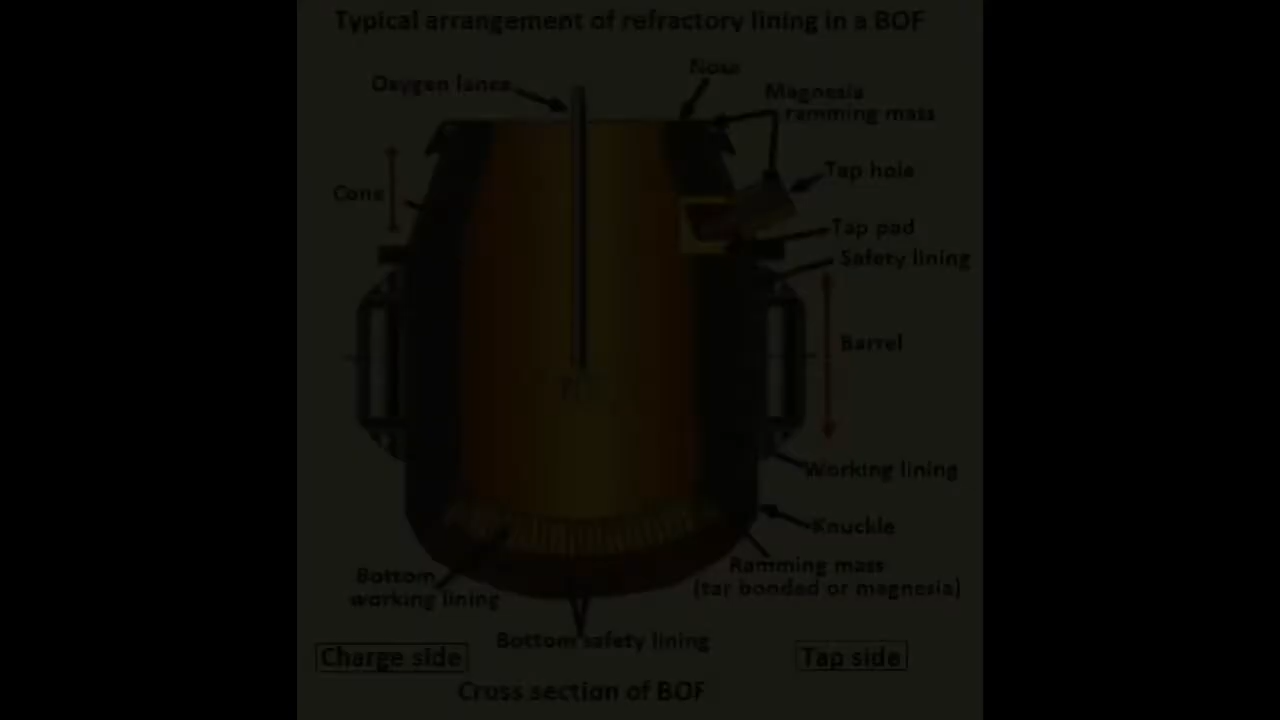 Typical arrangement of refractory lining in a BOF
Nose
Oxygen lance
Magnesia
ramming mass
Tap hole
Cone
Tap pad
Safety lining
Barrel
Working lining
Knuckle
Ramming mass
(tar bonded or magnesia)
Bottom
working lining
Bottom safety lining
Charge side
Tap side
Cross section of BOF